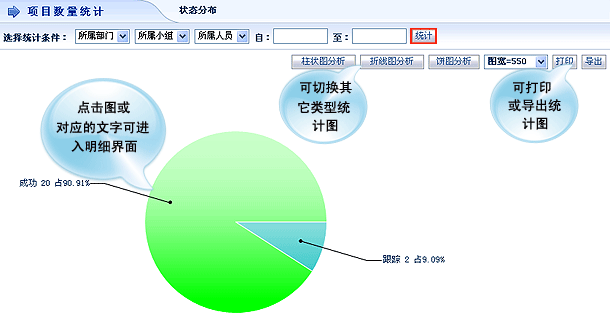 项目数量统计 状态分布
选择统计条件： 所属部门 所属小组 所属人员 自： 至： 统计
柱状图分析 折线图分析 饼图分析 图宽=550 打印 导出
点击图或
对应的文字可进
入明细界面
可切换其
它类型统
计图
可打印
或导出统
计图
成功 20 占90.91%
跟踪 2 占9.09%